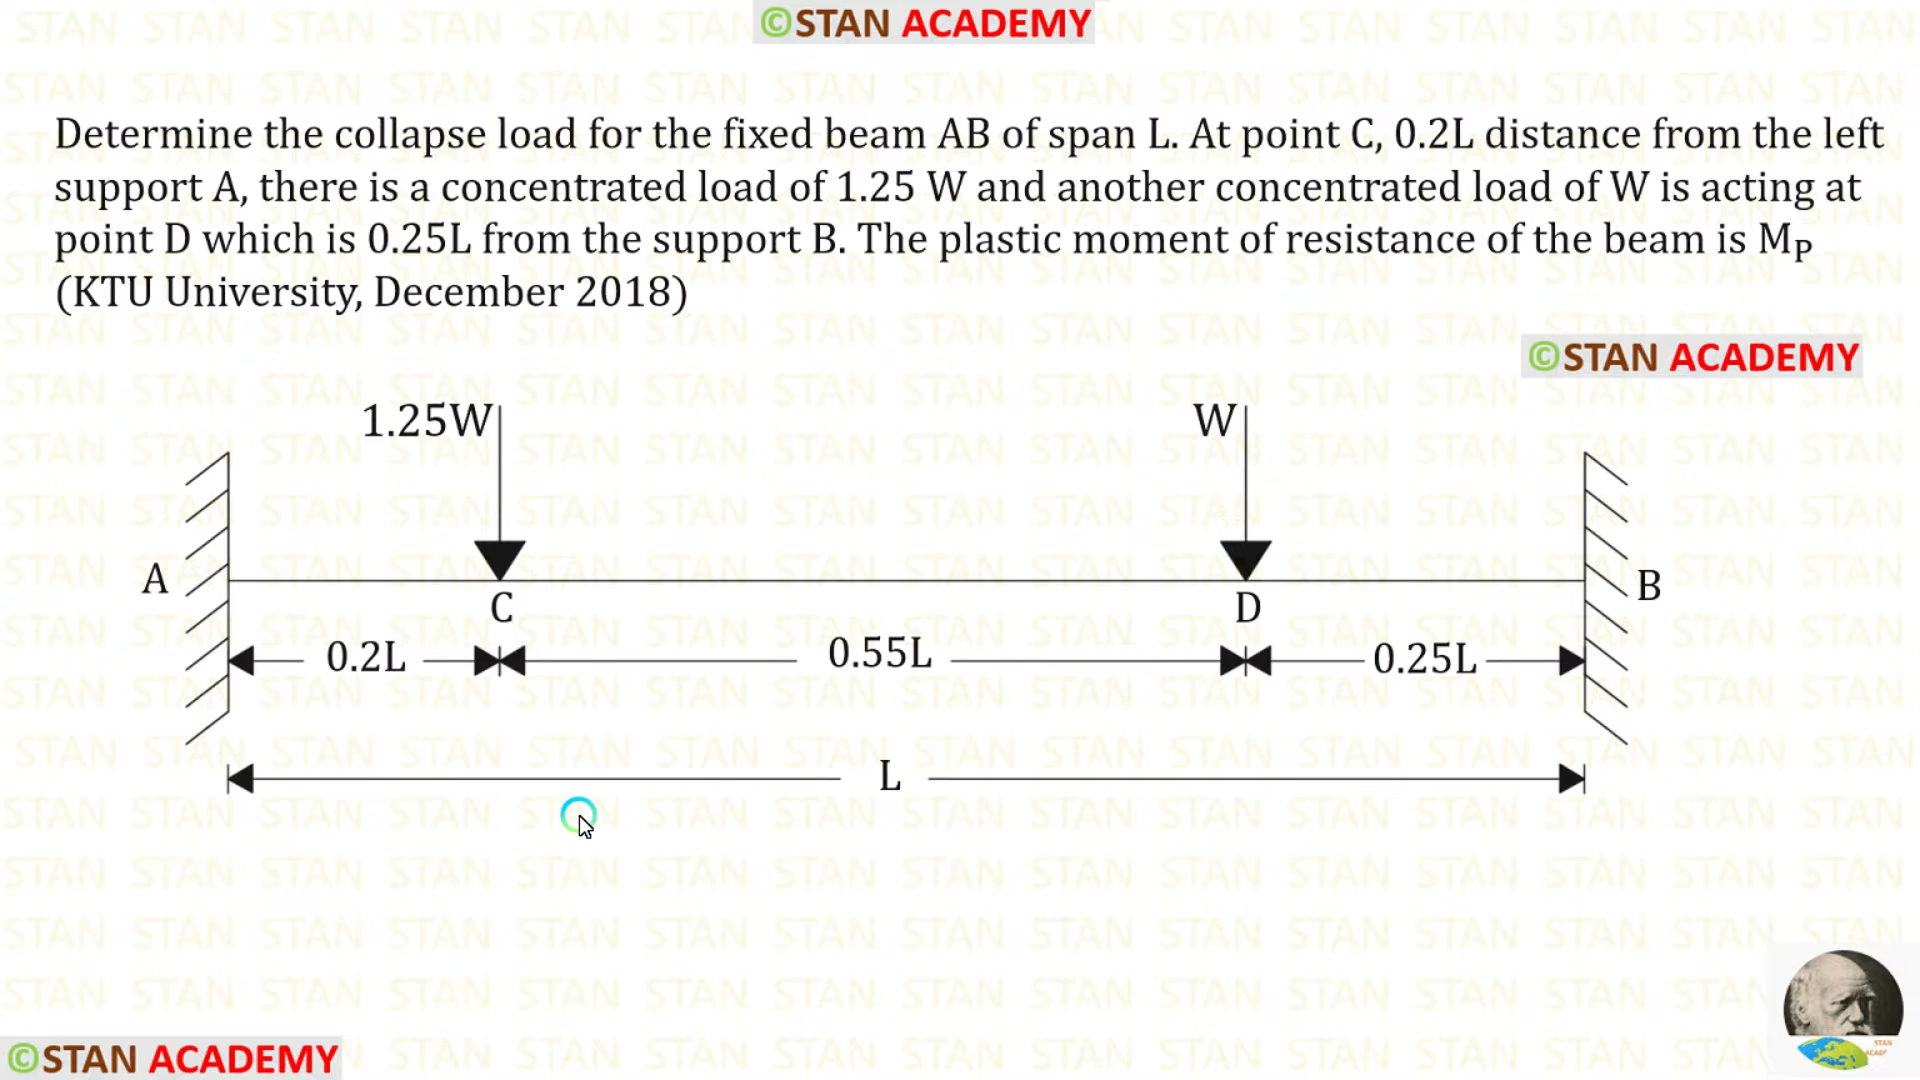 ©STAN ACADEMY
Determine the collapse load for the fixed beam AB of span L. At point C, 0.2L distance from the left
support A, there is a concentrated load of 1.25 W and another concentrated load of W is acting at
point D which is 0.25L from the support B. The plastic moment of resistance of the beam is MP
(KTU University, December 2018)
©STAN ACADEMY
1.25W W
A B
C D
0.2L 0.55L 0.25L
L
©STAN ACADEMY